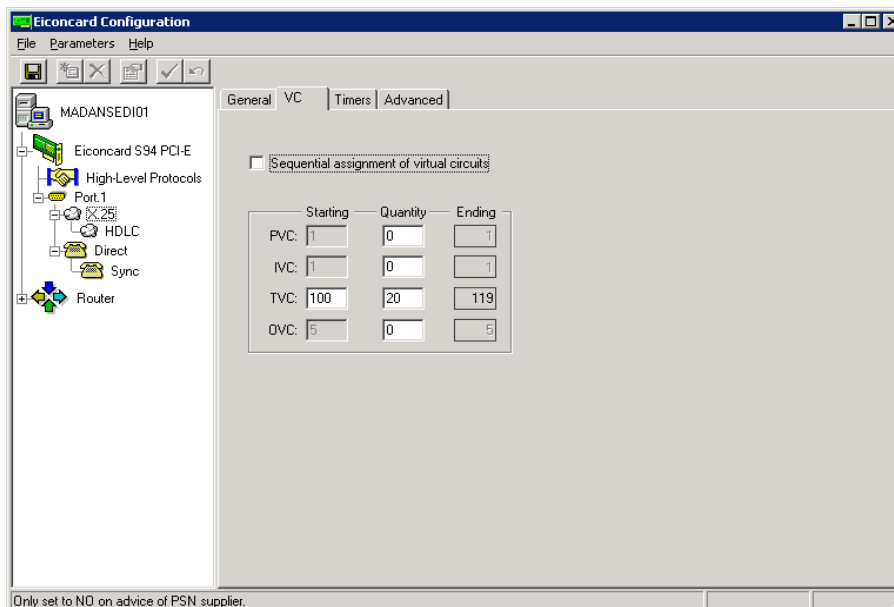 Eiconcard Configuration
File Parameters Help
MADANSEDI01
Eiconcard S94 PCI-E
High-Level Protocols
Port.1
X.25
HDLC
Direct
Sync
Router
General VC Timers Advanced
Sequential assignment of virtual circuits
Starting Quantity Ending
PVC: 1 0 1
IVC: 1 0 1
TVC: 100 20 119
OVC: 5 0 5
Only set to NO on advice of PSN supplier.